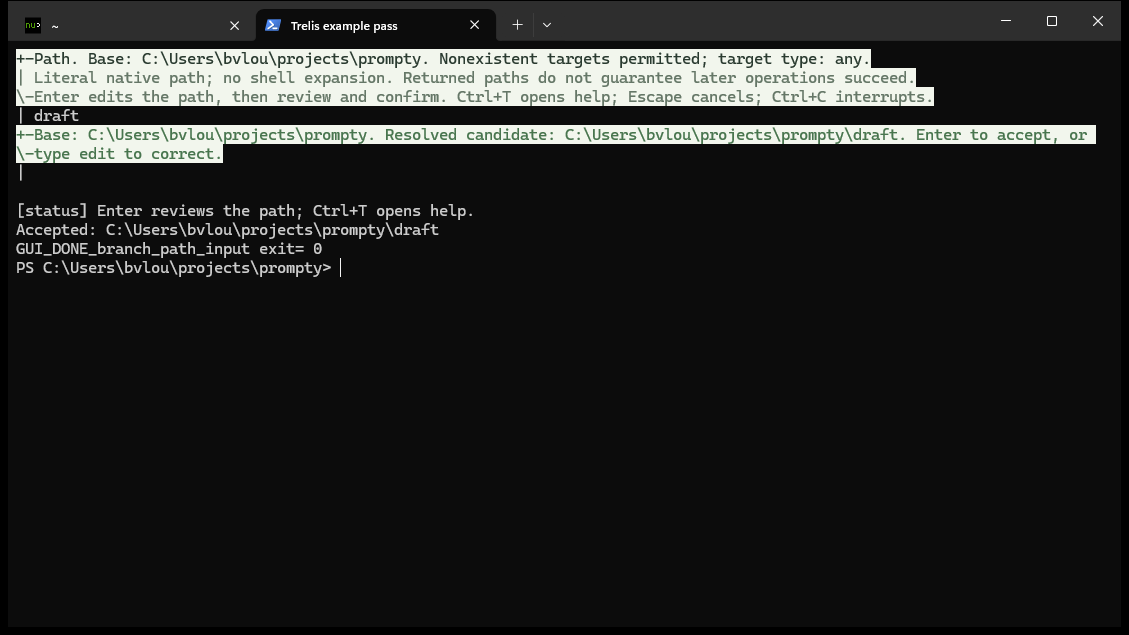 nu> ~
Trelis example pass
+-Path. Base: C:\Users\bvlou\projects\prompty. Nonexistent targets permitted; target type: any.
| Literal native path; no shell expansion. Returned paths do not guarantee later operations succeed.
\-Enter edits the path, then review and confirm. Ctrl+T opens help; Escape cancels; Ctrl+C interrupts.
| draft
+-Base: C:\Users\bvlou\projects\prompty. Resolved candidate: C:\Users\bvlou\projects\prompty\draft. Enter to accept, or
\-type edit to correct.
|
[status] Enter reviews the path; Ctrl+T opens help.
Accepted: C:\Users\bvlou\projects\prompty\draft
GUI_DONE_branch_path_input exit= 0
PS C:\Users\bvlou\projects\prompty>